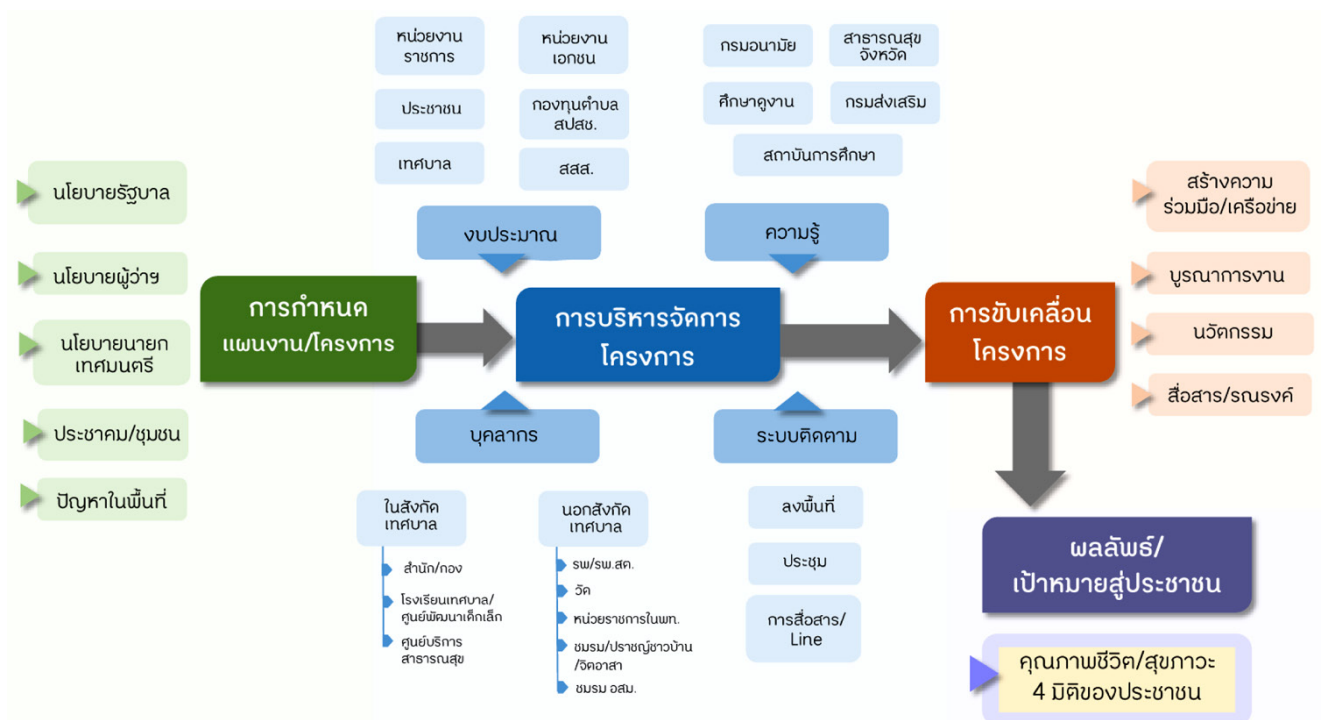 นโยบายรัฐบาล
นโยบายผู้ว่าฯ
นโยบายนายก
เทศมนตรี
ประชาคม/ชุมชน
ปัญหาในพื้นที่
การกำหนด
แผนงาน/โครงการ
หน่วยงาน
ราชการ
หน่วยงาน
เอกชน
ประชาชน
กองทุนตำบล
สปสช.
เทศบาล
สสส.
งบประมาณ
กรมอนามัย
สาธารณสุข
จังหวัด
ศึกษาดูงาน
กรมส่งเสริม
สถาบันการศึกษา
ความรู้
การบริหารจัดการ
โครงการ
บุคลากร
ในสังกัด
เทศบาล
สำนัก/กอง
โรงเรียนเทศบาล/
ศูนย์พัฒนาเด็กเล็ก
ศูนย์บริการ
สาธารณสุข
นอกสังกัด
เทศบาล
รพ/รพ.สต.
วัด
หน่วยราชการในพท.
ชมรม/ปราชญ์ชาวบ้าน
/จิตอาสา
ชมรม อสม.
ระบบติดตาม
ลงพื้นที่
ประชุม
การสื่อสาร/
Line
การขับเคลื่อน
โครงการ
สร้างความ
ร่วมมือ/เครือข่าย
บูรณาการงาน
นวัตกรรม
สื่อสาร/รณรงค์
ผลลัพธ์/
เป้าหมายสู่ประชาชน
คุณภาพชีวิต/สุขภาวะ
4 มิติของประชาชน